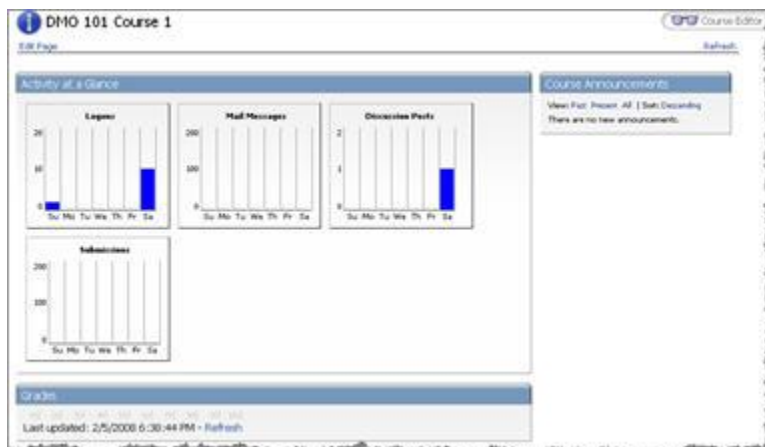 DMO 101 Course 1
Course Editor
Edit Page
Refresh
Activity at a Glance
Logons
20
10
0
Su Mo Tu We Th Fr Sa
Mail Messages
200
100
0
Su Mo Tu We Th Fr Sa
Discussion Posts
2
1
0
Su Mo Tu We Th Fr Sa
Submissions
200
100
0
Su Mo Tu We Th Fr Sa
Course Announcements
View: Past Present All | Sort: Descending
There are no new announcements.
Grades
Last updated: 2/5/2008 6:30:44 PM - Refresh